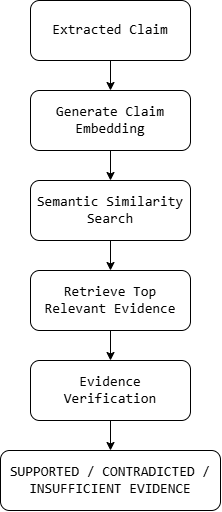 Extracted Claim
Generate Claim
Embedding
Semantic Similarity
Search
Retrieve Top
Relevant Evidence
Evidence
Verification
SUPPORTED / CONTRADICTED /
INSUFFICIENT EVIDENCE